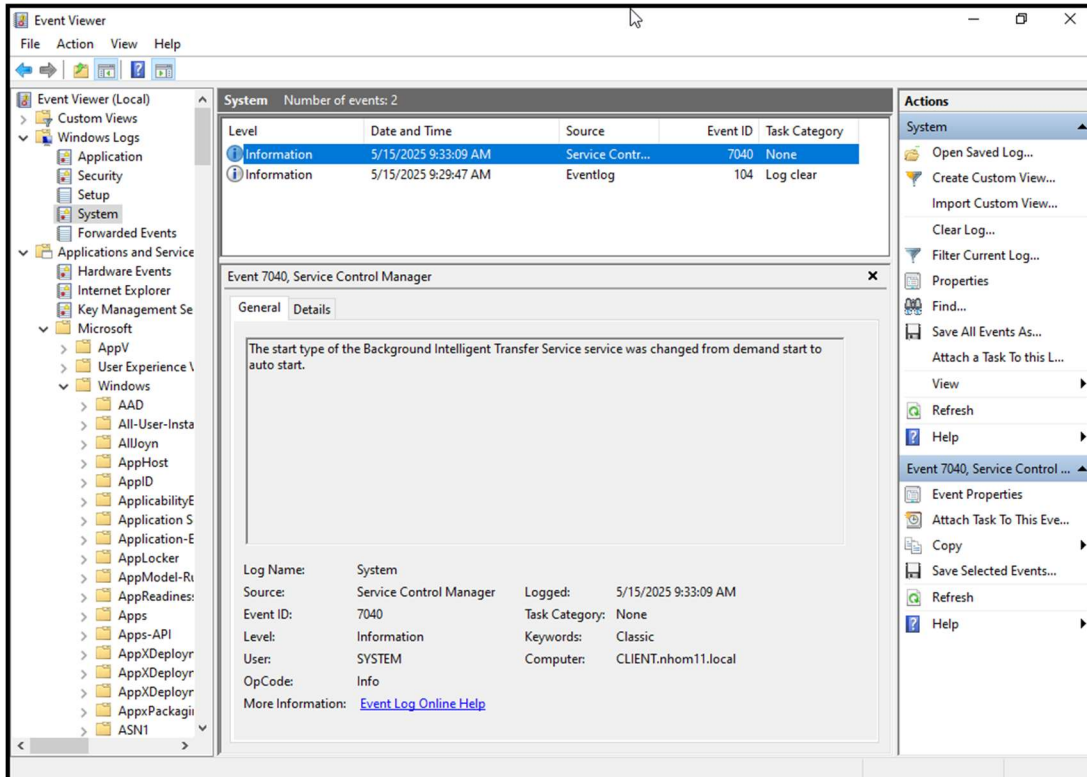 Event Viewer
File Action View Help
Event Viewer (Local)
Custom Views
Windows Logs
Application
Security
Setup
System
Forwarded Events
Applications and Service
Hardware Events
Internet Explorer
Key Management Se
Microsoft
AppV
User Experience V
Windows
AAD
All-User-Insta
AllJoyn
AppHost
AppID
ApplicabilityE
Application S
Application-E
AppLocker
AppModel-Ru
AppReadiness
Apps
Apps-API
AppXDeployr
AppXDeployr
AppXDeployr
AppxPackagin
ASN1
System Number of events: 2
Level Date and Time Source Event ID Task Category
Information 5/15/2025 9:33:09 AM Service Contr... 7040 None
Information 5/15/2025 9:29:47 AM Eventlog 104 Log clear
Event 7040, Service Control Manager
General Details
The start type of the Background Intelligent Transfer Service service was changed from demand start to
auto start.
Log Name: System
Source: Service Control Manager Logged: 5/15/2025 9:33:09 AM
Event ID: 7040 Task Category: None
Level: Information Keywords: Classic
User: SYSTEM Computer: CLIENT.nhom11.local
OpCode: Info
More Information: Event Log Online Help
Actions
System
Open Saved Log...
Create Custom View...
Import Custom View...
Clear Log...
Filter Current Log...
Properties
Find...
Save All Events As...
Attach a Task To this L...
View
Refresh
Help
Event 7040, Service Control ...
Event Properties
Attach Task To This Eve...
Copy
Save Selected Events...
Refresh
Help